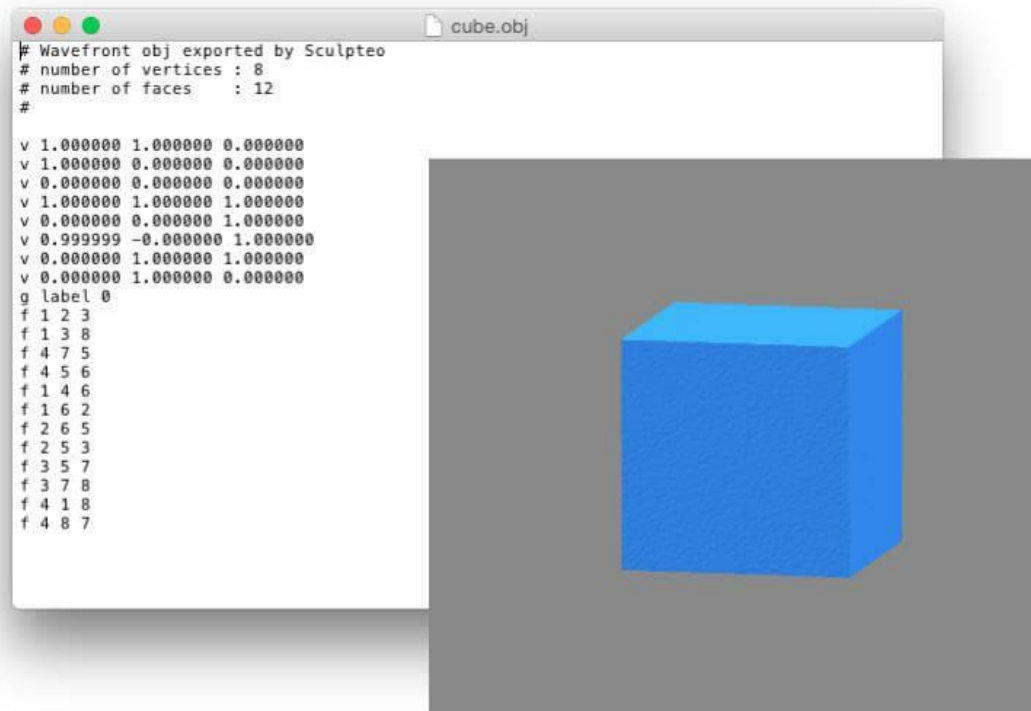 cube.obj
# Wavefront obj exported by Sculpteo
# number of vertices : 8
# number of faces    : 12
#
v 1.000000 1.000000 0.000000
v 1.000000 0.000000 0.000000
v 0.000000 0.000000 0.000000
v 1.000000 1.000000 1.000000
v 0.000000 0.000000 1.000000
v 0.999999 -0.000000 1.000000
v 0.000000 1.000000 1.000000
v 0.000000 1.000000 0.000000
g label 0
f 1 2 3
f 1 3 8
f 4 7 5
f 4 5 6
f 1 4 6
f 1 6 2
f 2 6 5
f 2 5 3
f 3 5 7
f 3 7 8
f 4 1 8
f 4 8 7